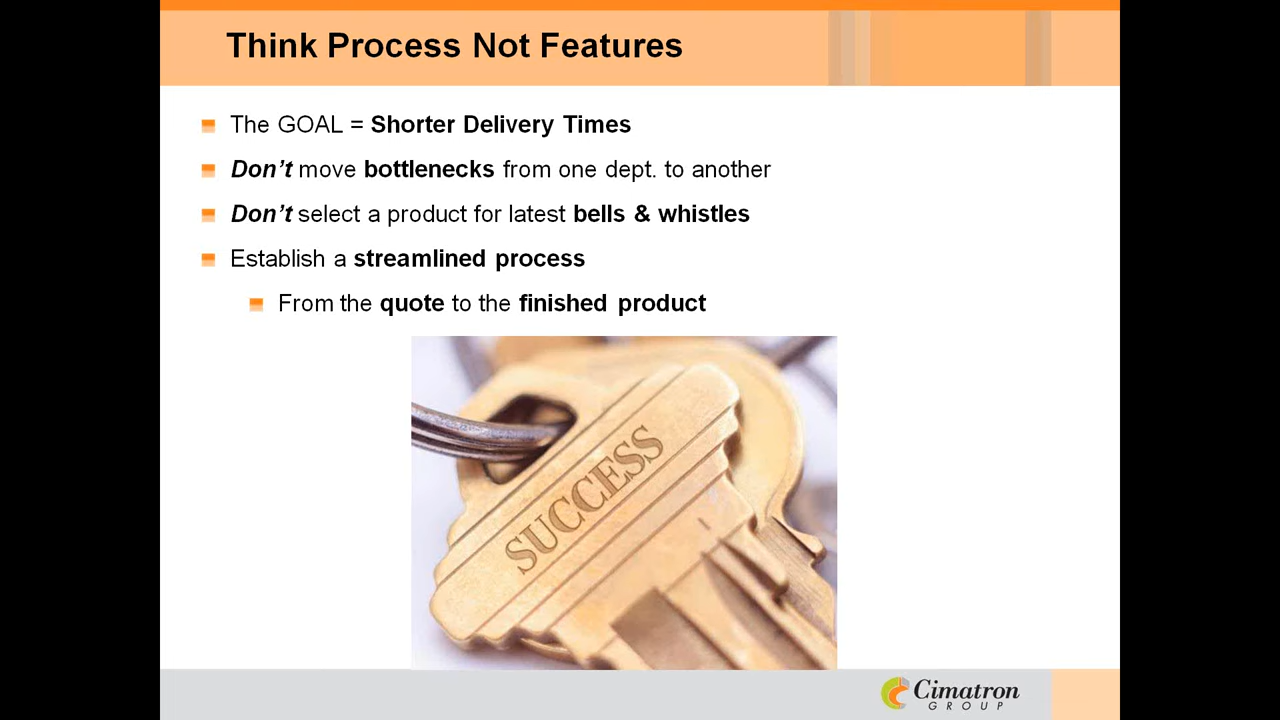 Think Process Not Features
The GOAL = Shorter Delivery Times
Don't move bottlenecks from one dept. to another
Don't select a product for latest bells & whistles
Establish a streamlined process
From the quote to the finished product
SUCCESS
Cimatron
GROUP